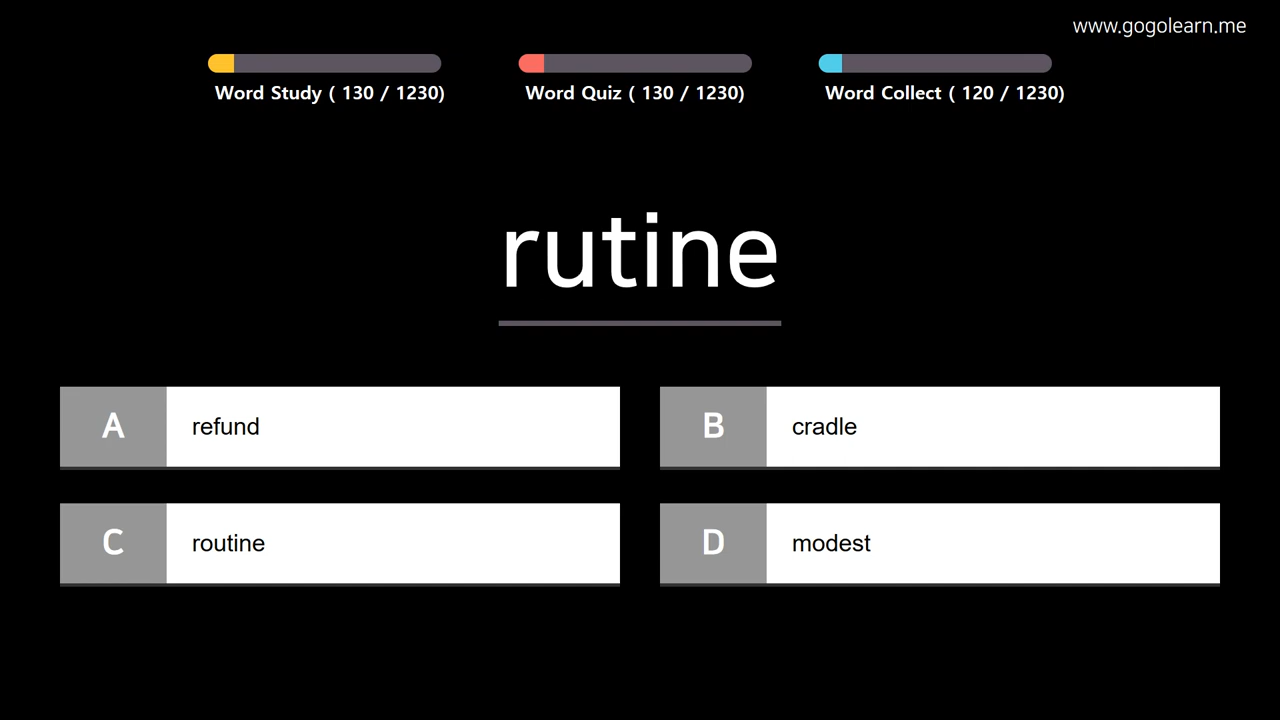 www.gogolearn.me
Word Study ( 130 / 1230)
Word Quiz ( 130 / 1230)
Word Collect ( 120 / 1230)
rutine
A refund
B cradle
C routine
D modest